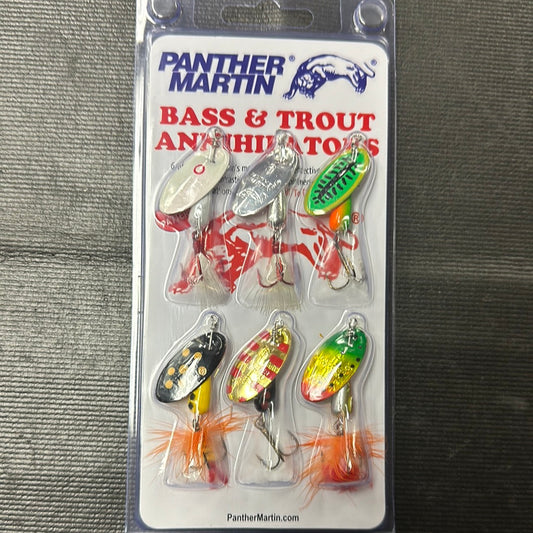 PANTHER®
MARTIN ®
BASS & TROUT
ANNIHILATORS
®
PantherMartin.com